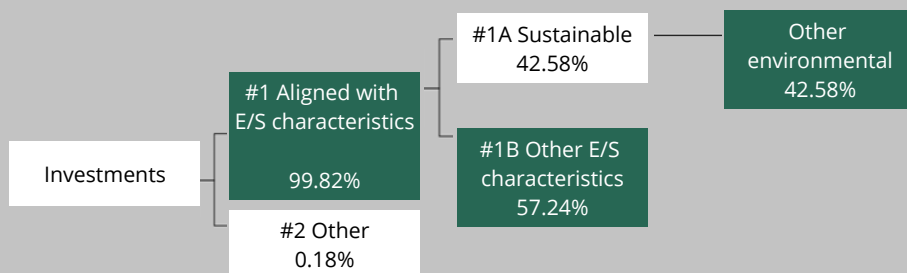 Investments
#1 Aligned with
E/S characteristics
99.82%
#2 Other
0.18%
#1A Sustainable
42.58%
#1B Other E/S
characteristics
57.24%
Other
environmental
42.58%